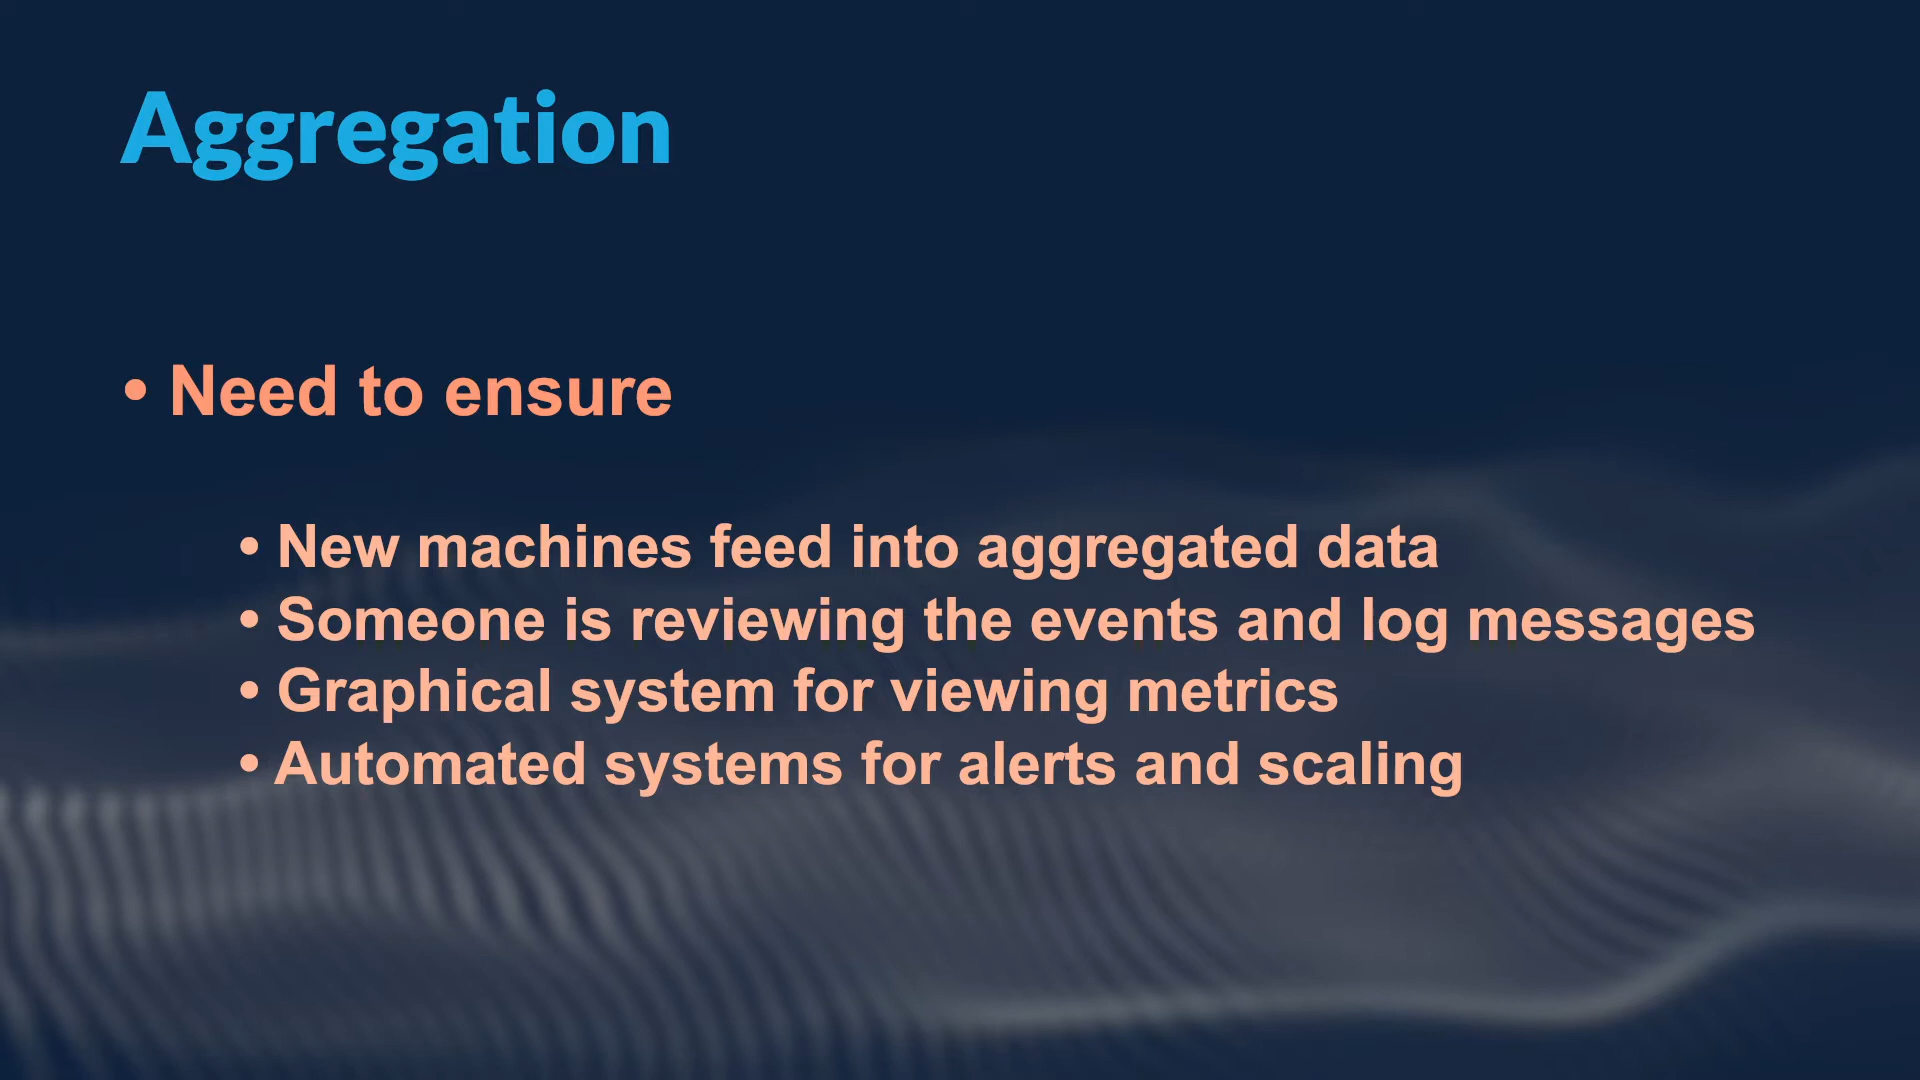 Aggregation
• Need to ensure
• New machines feed into aggregated data
• Someone is reviewing the events and log messages
• Graphical system for viewing metrics
• Automated systems for alerts and scaling